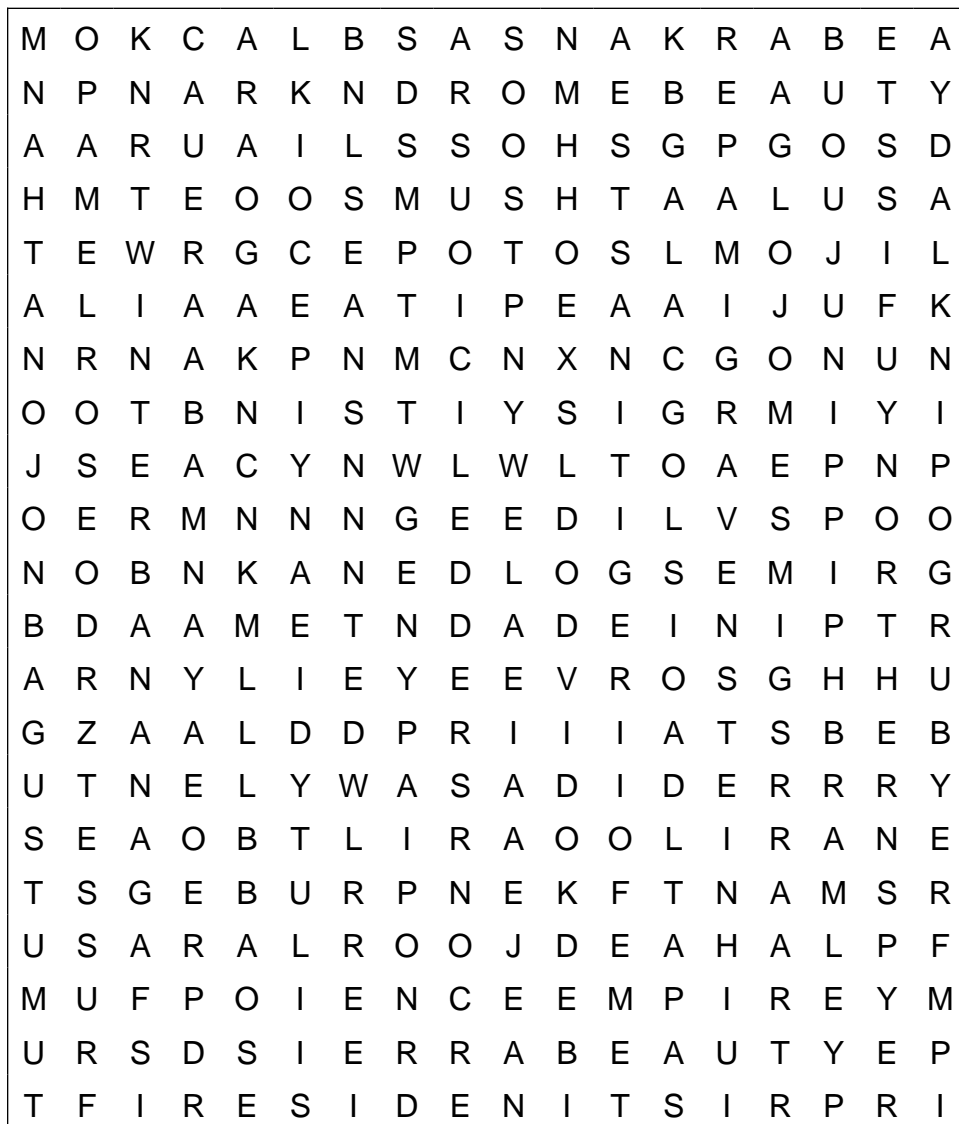 M O K C A L B S A S N A K R A B E A
N P N A R K N D R O M E B E A U T Y
A A R U A I L S S O H S G P G O S D
H M T E O O S M U S H T A A L U S A
T E W R G C E P O T O S L M O J I L
A L I A A E A T I P E A A I J U F K
N R N A K P N M C N X N C G O N U N
O O T B N I S T I Y S I G R M I Y I
J S E A C Y N W L W L T O A E P N P
O E R M N N N G E E D I L V S P O O
N O B N K A N E D L O G S E M I R G
B D A A M E T N D A D E I N I P T R
A R N Y L I E Y E E V R O S G H H U
G Z A A L D D P R I I I A T S B E B
U T N E L Y W A S A D I D E R R R Y
S E A O B T L I R A O O L I R A N E
T S G E B U R P N E K F T N A M S R
U S A R A L R O O J D E A H A L P F
M U F P O I E N C E E M P I R E Y M
U R S D S I E R R A B E A U T Y E P
T F I R E S I D E N I T S I R P R I